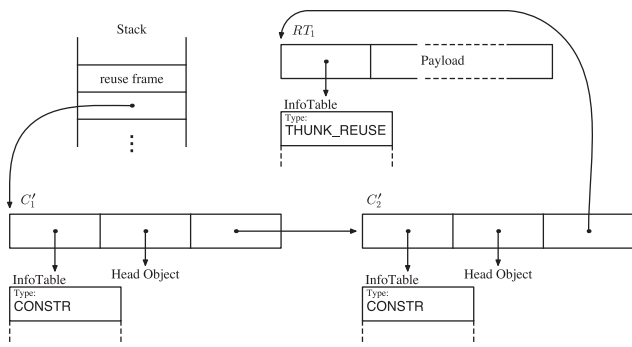 Stack
RT₁
reuse frame
Payload
InfoTable
Type:
THUNK_REUSE
C′₁
C′₂
InfoTable
Head Object
InfoTable
Head Object
Type:
CONSTR
Type:
CONSTR